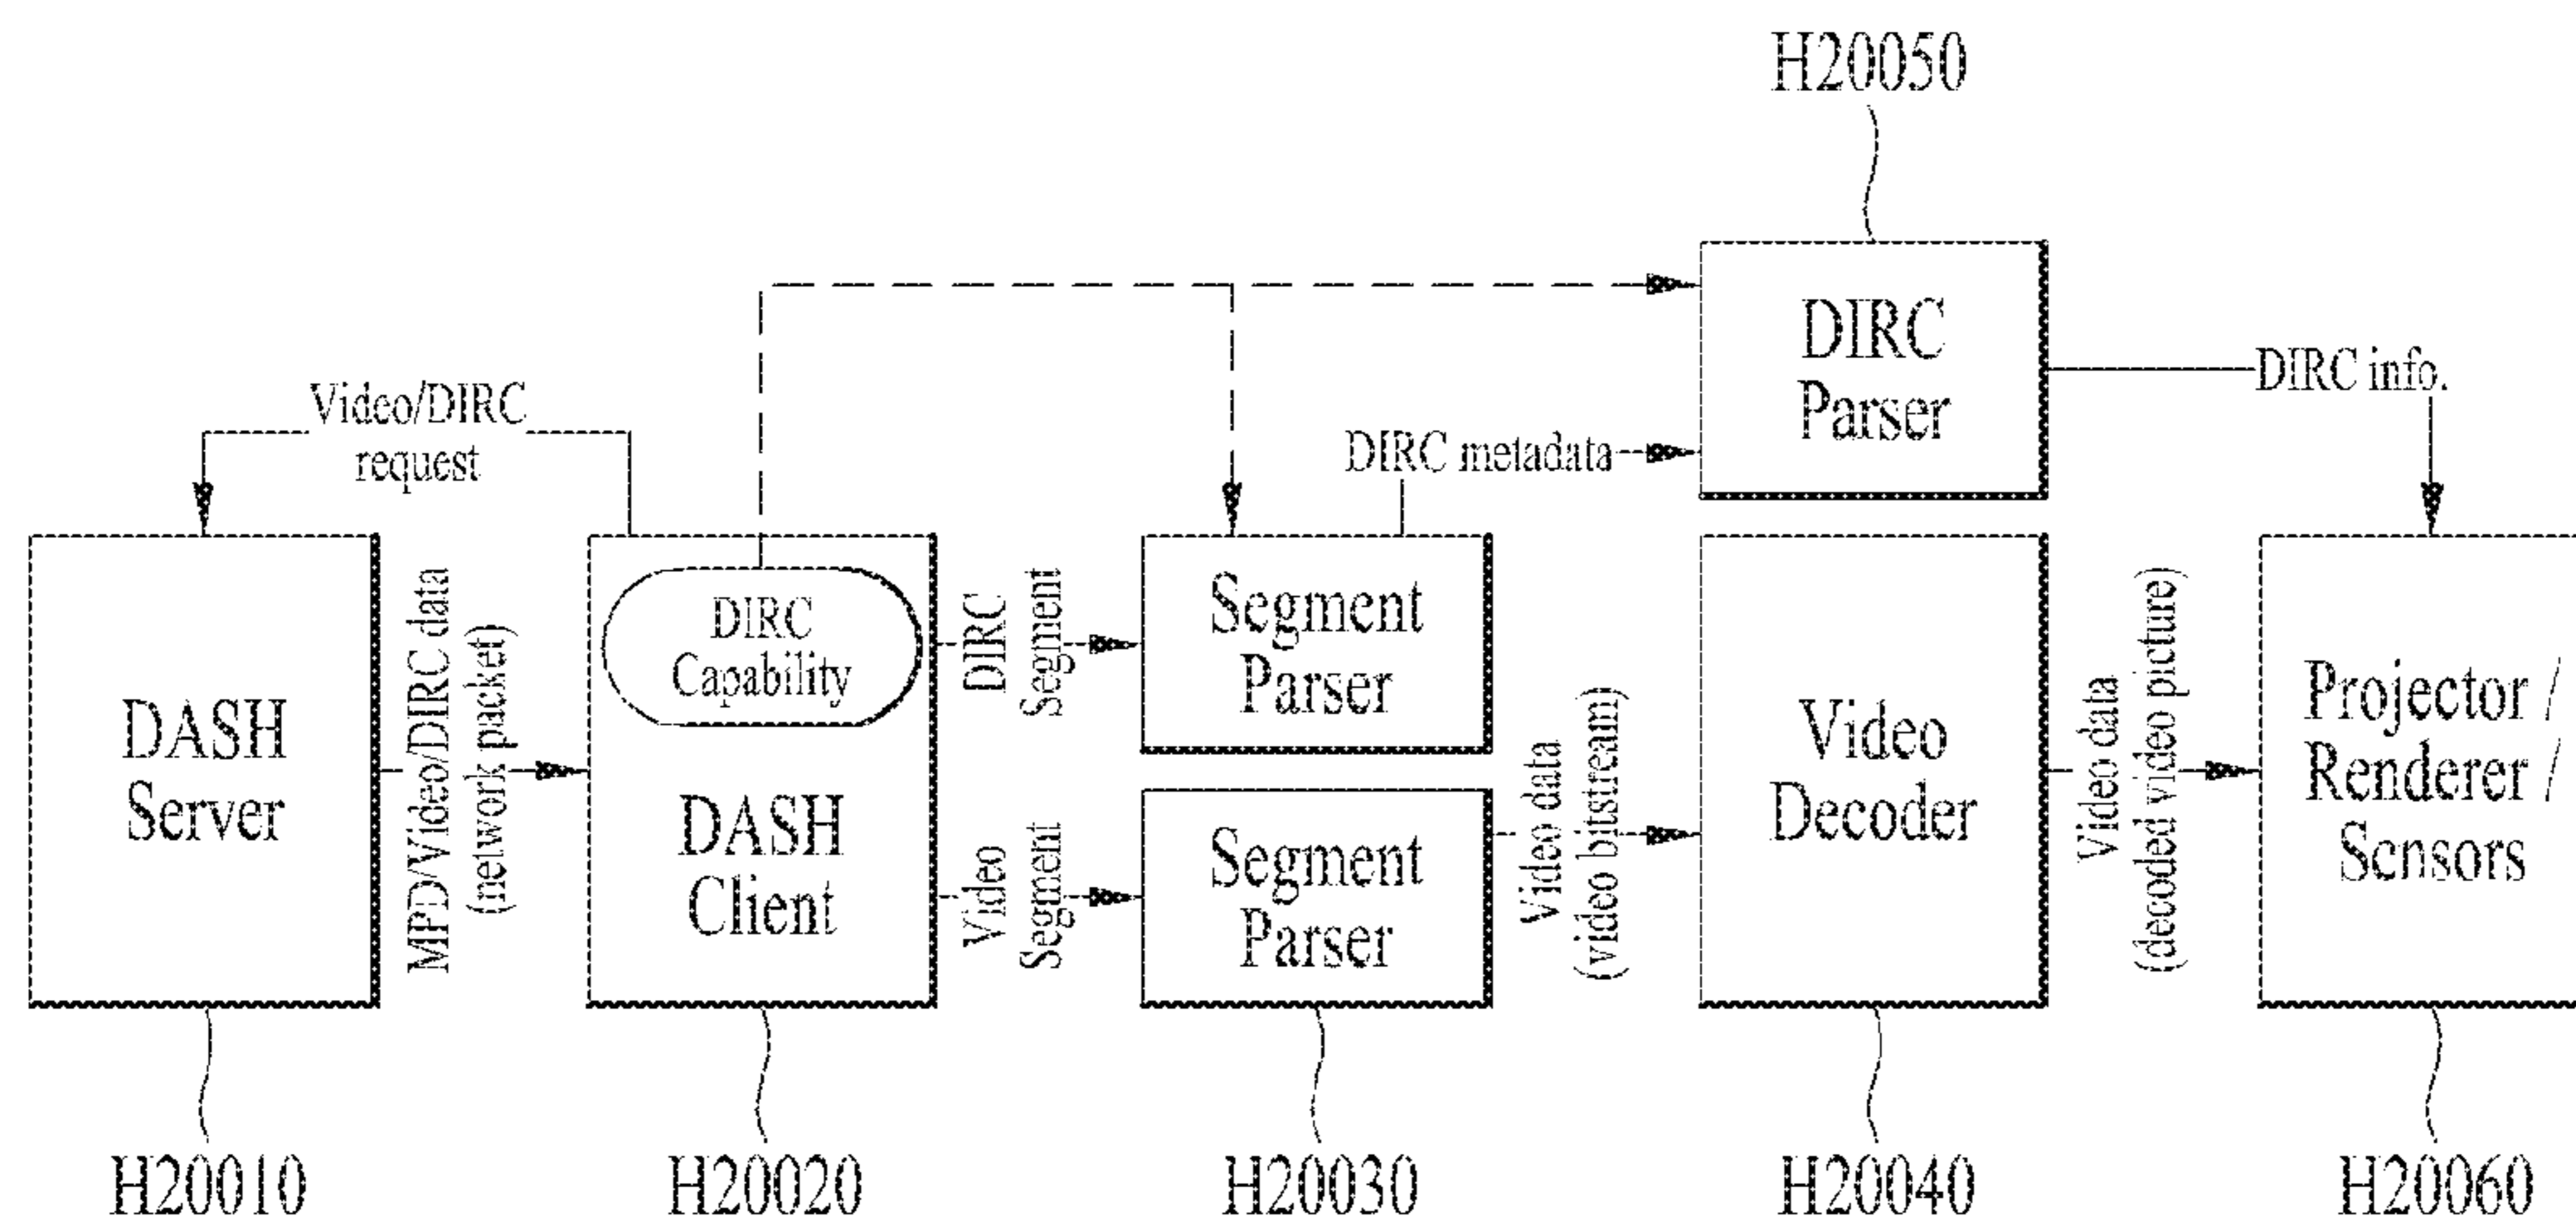 H20050
DIRC
Parser
DIRC info.
Video/DIRC
request
DIRC metadata
DASH
Server
MPD/Video/DIRC data
(network packet)
DIRC
Capability
DASH
Client
DIRC
Segment
Video
Segment
Segment
Parser
Segment
Parser
Video data
(video bitstream)
Video
Decoder
Video data
(decoded video picture)
Projector /
Renderer /
Sensors
H20010
H20020
H20030
H20040
H20060